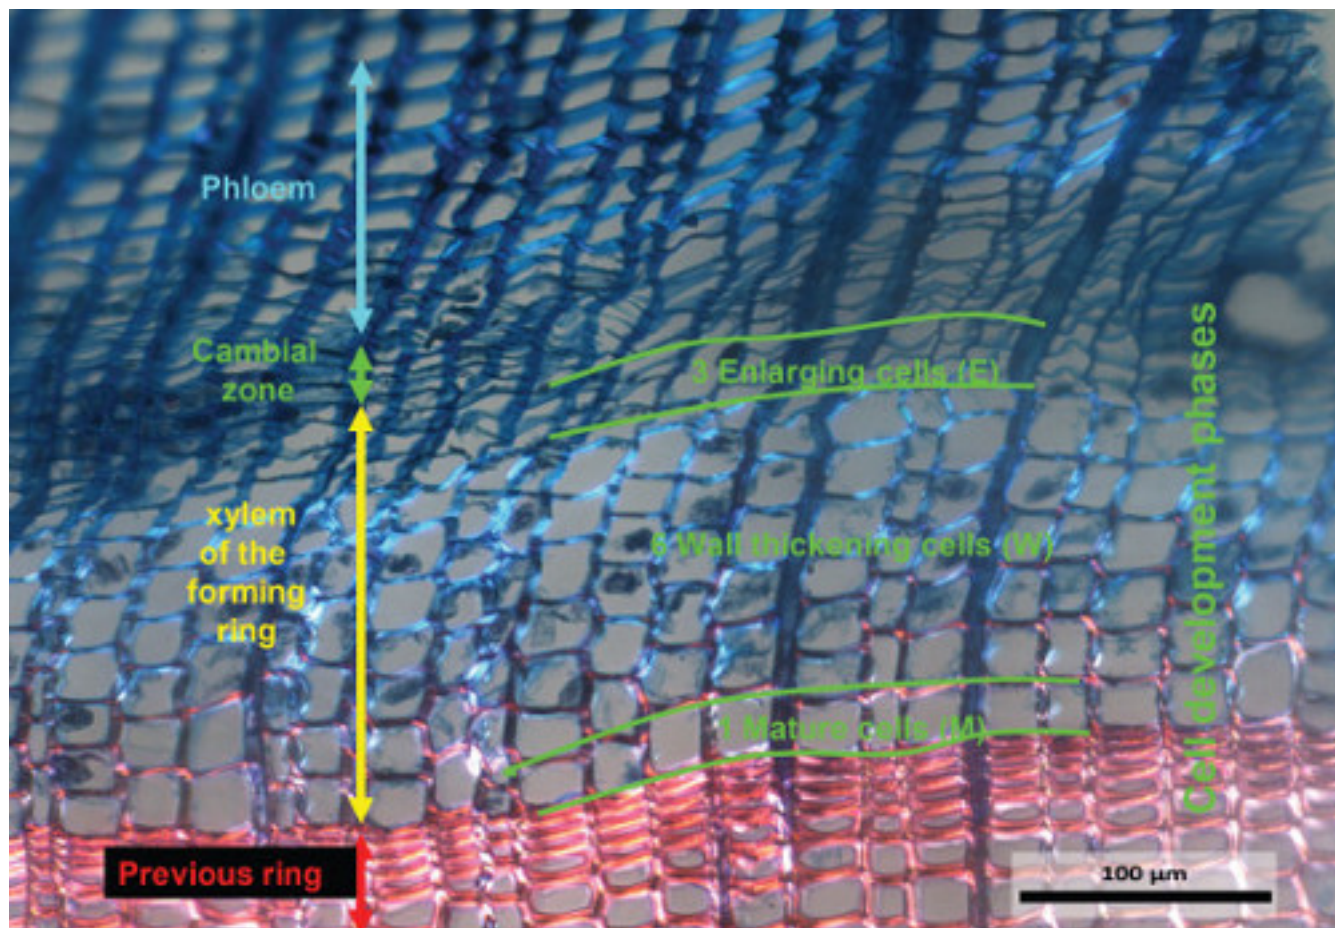 Phloem
Cambial
zone
3 Enlarging cells (E)
xylem
of the
forming
ring
6 Wall thickening cells (W)
1 Mature cells (M)
Cell development phases
Previous ring
100 µm